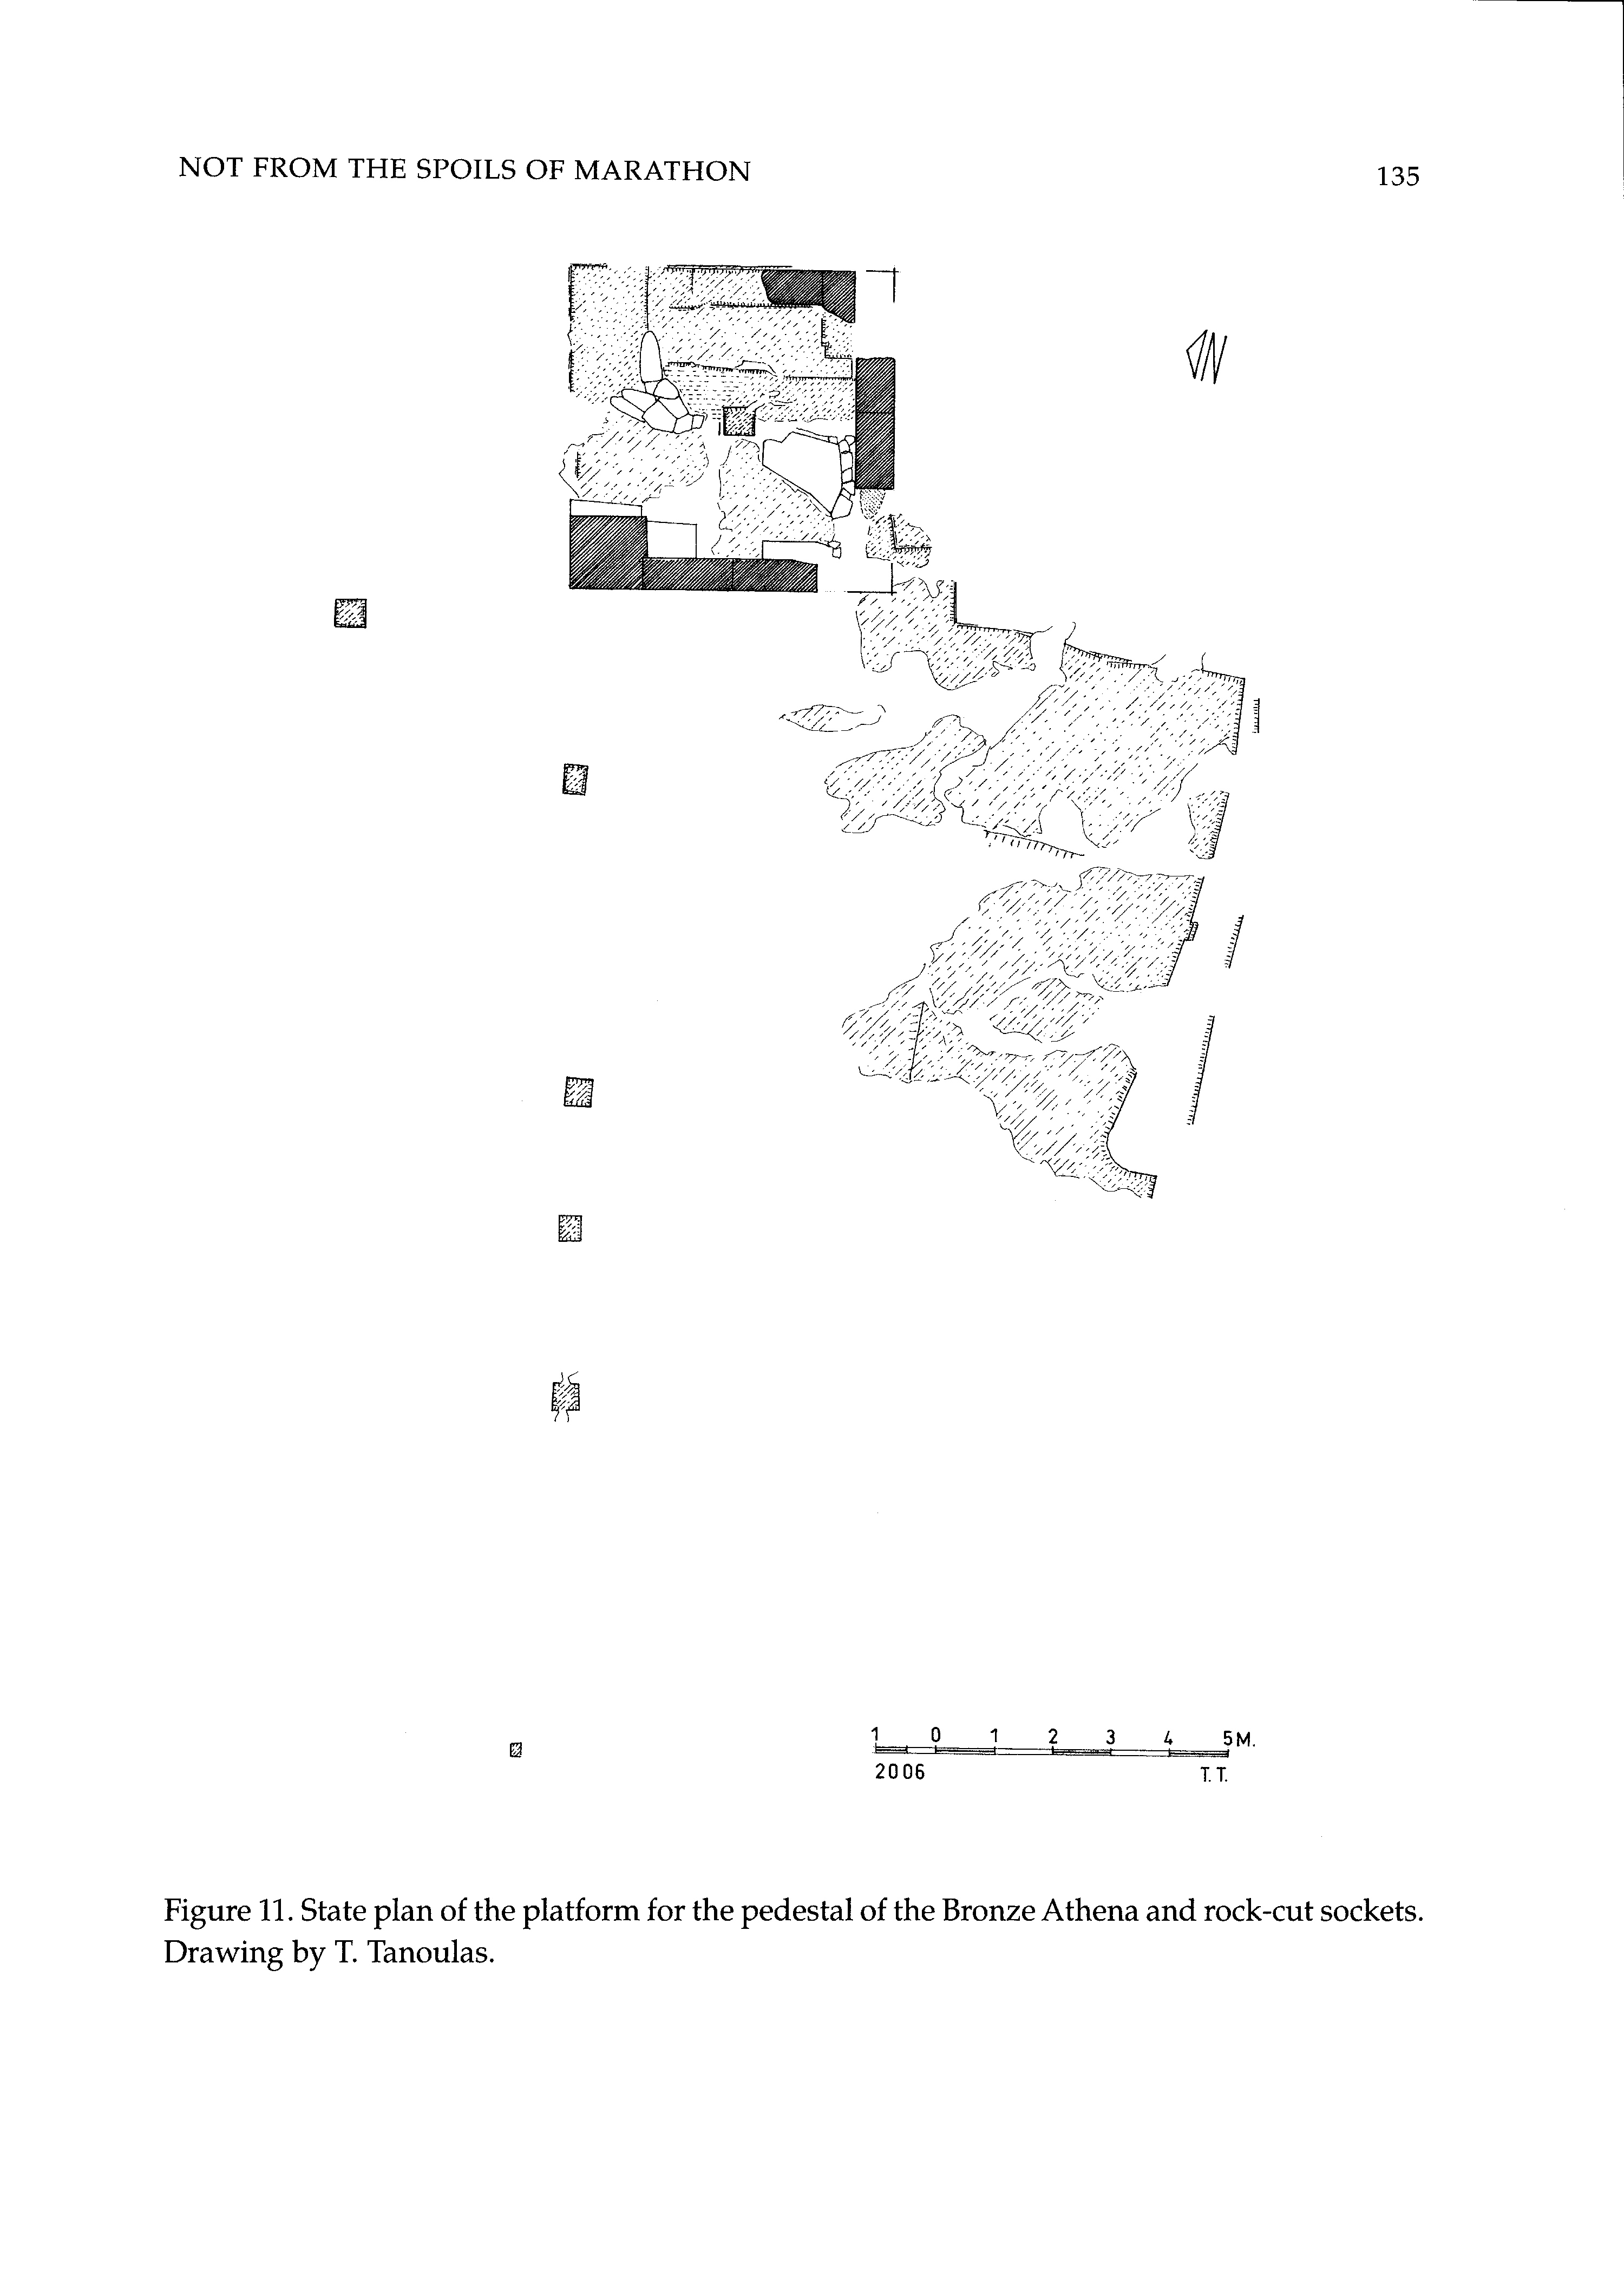 NOT FROM THE SPOILS OF MARATHON 135
N
1 0 1 2 3 4 5 M.
2006 T. T.
Figure 11. State plan of the platform for the pedestal of the Bronze Athena and rock-cut sockets.
Drawing by T. Tanoulas.